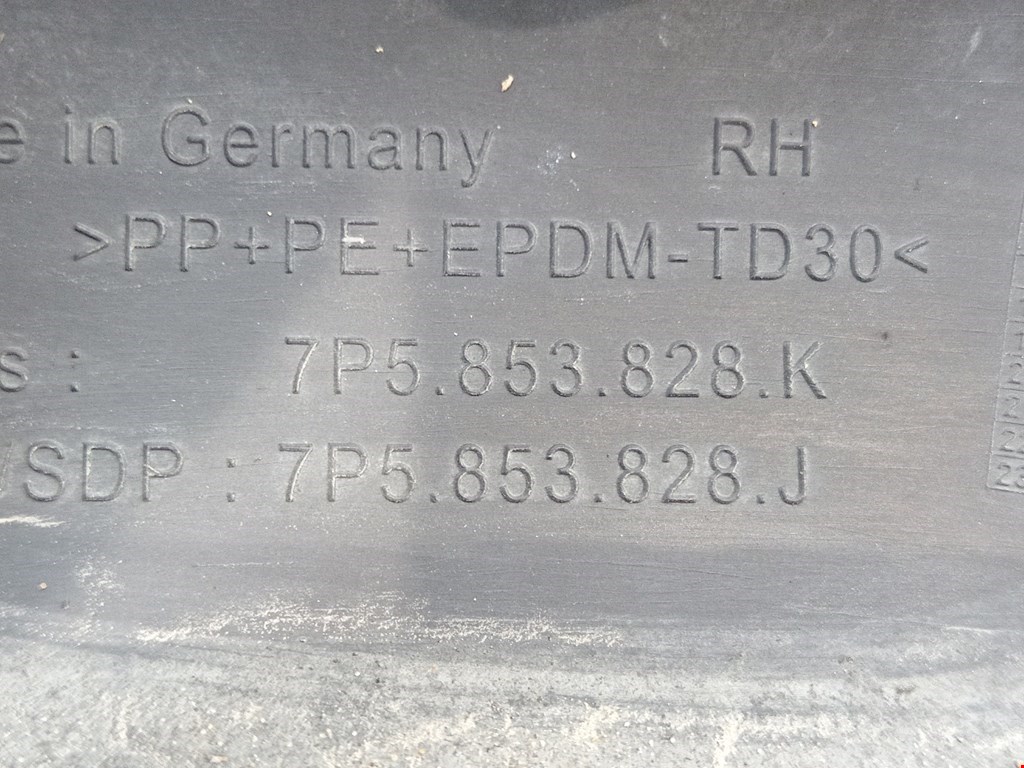 e in Germany RH
>PP+PE+EPDM-TD30<
s : 7P5.853.828.K
/SDP : 7P5.853.828.J